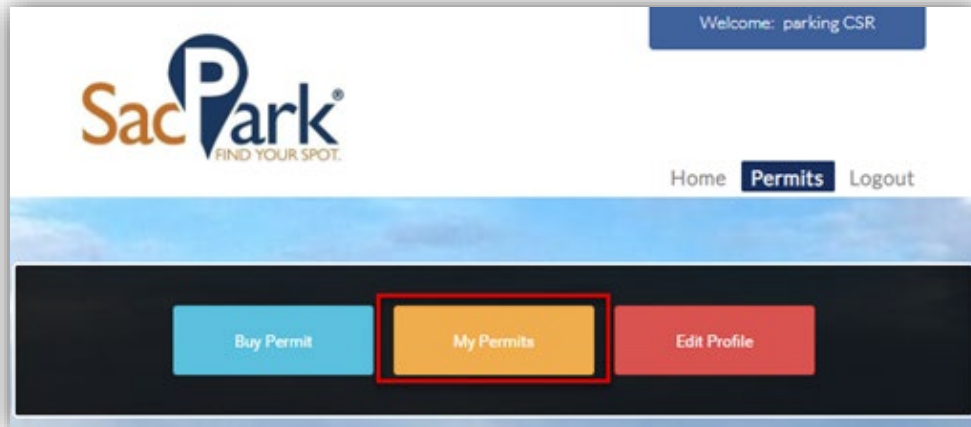 Welcome: parking CSR
SacPark®
FIND YOUR SPOT.
Home Permits Logout
Buy Permit My Permits Edit Profile